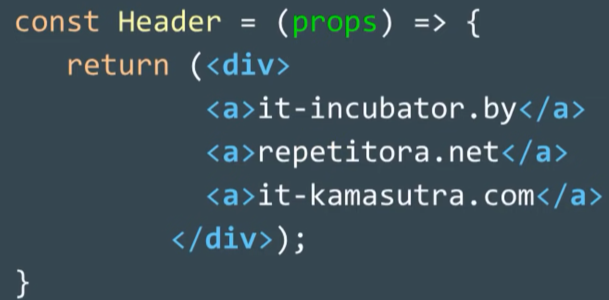 const Header = (props) => {
return (<div>
<a>it-incubator.by</a>
<a>repetitora.net</a>
<a>it-kamasutra.com</a>
</div>);
}